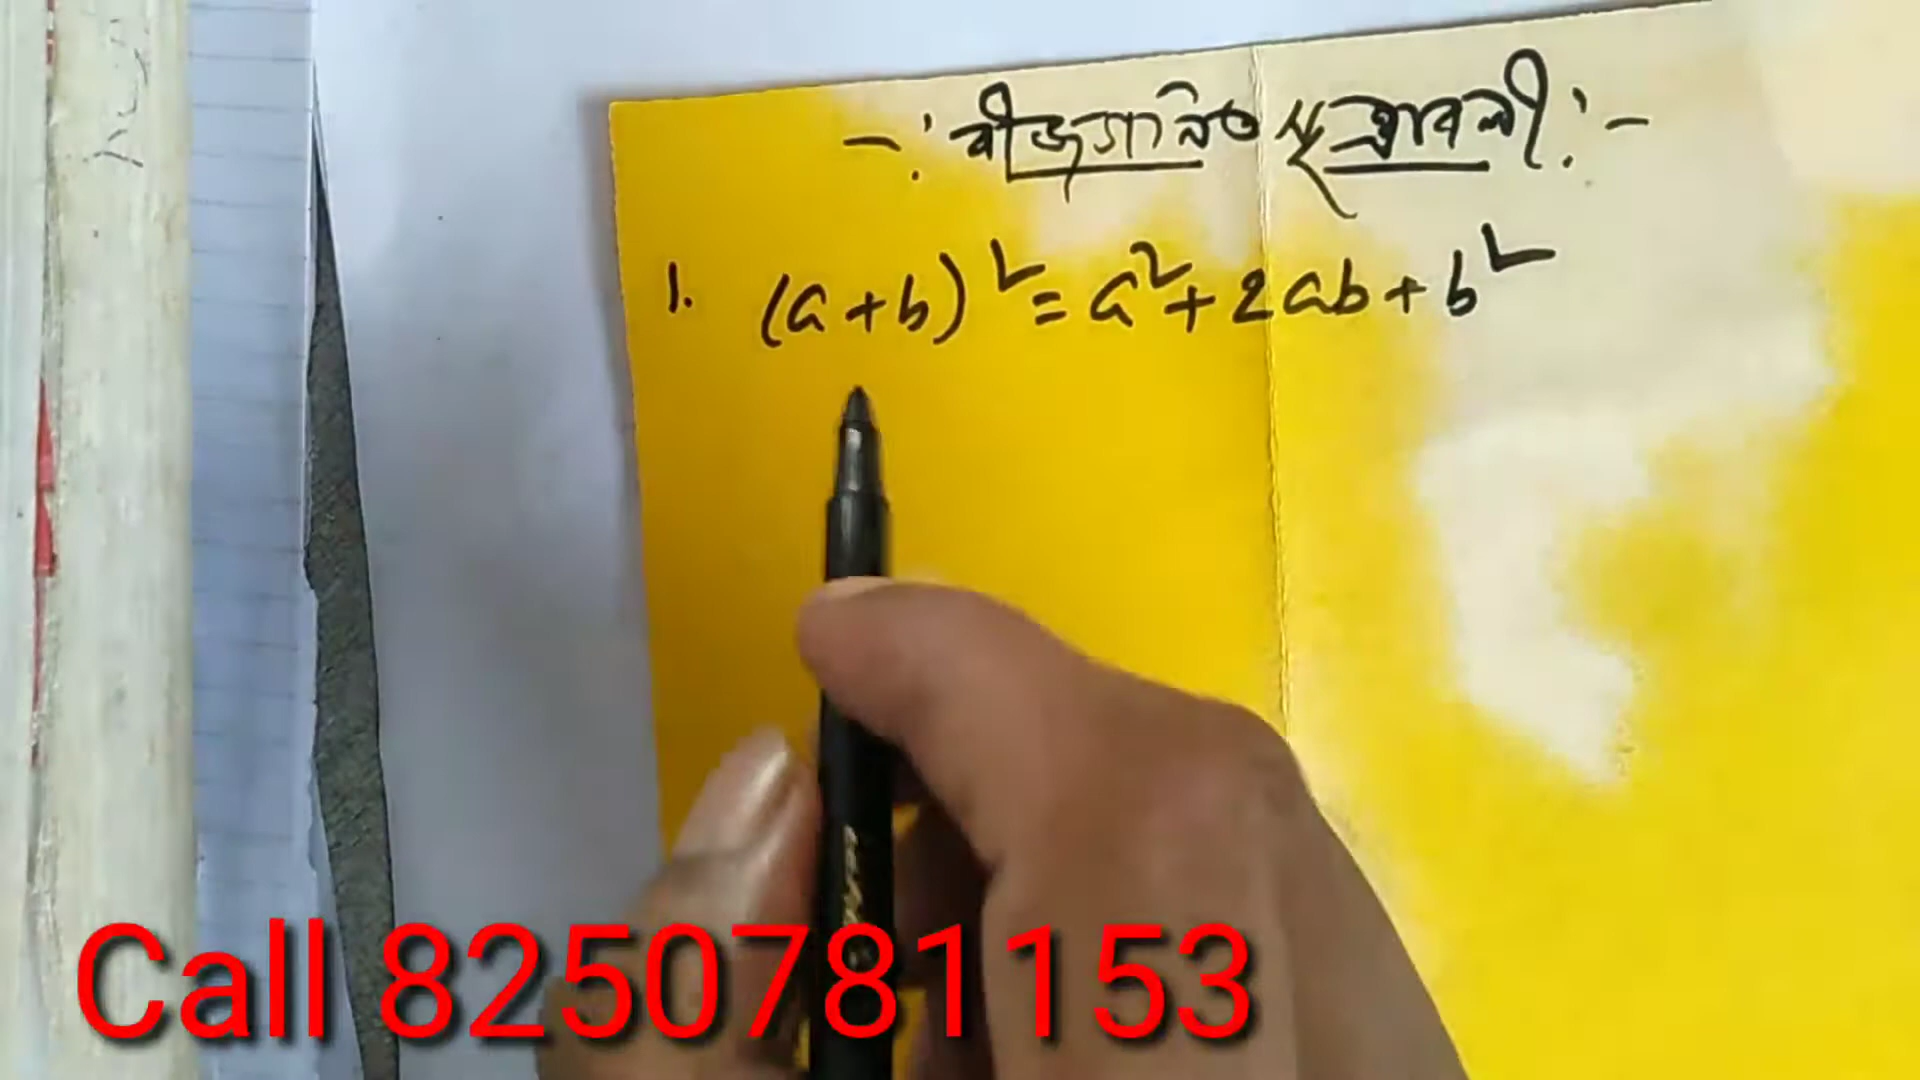 -: বীজগানিত সূত্রাবলী :-
1. (a+b)² = a² + 2ab + b²
Call 8250781153